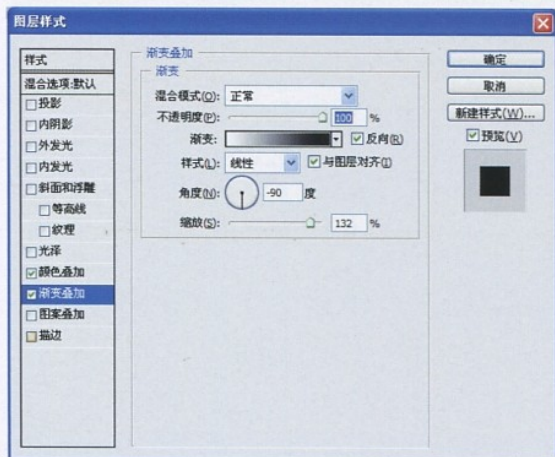 图层样式
样式
混合选项:默认
投影
内阴影
外发光
内发光
斜面和浮雕
等高线
纹理
光泽
颜色叠加
渐变叠加
图案叠加
描边
渐变叠加
渐变
混合模式(O): 正常
不透明度(P): 100 %
渐变: 反向(R)
样式(L): 线性 与图层对齐(I)
角度(N): -90 度
缩放(S): 132 %
确定
取消
新建样式(W)...
预览(V)